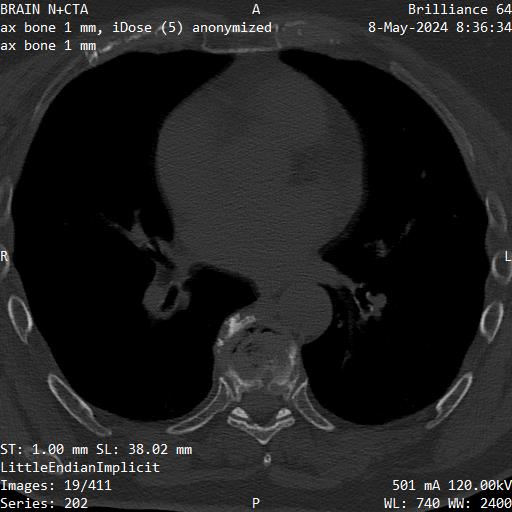 BRAIN N+CTA
A
Brilliance 64
ax bone 1 mm, iDose (5) anonymized
8-May-2024 8:36:34
ax bone 1 mm
R
L
ST: 1.00 mm SL: 38.02 mm
LittleEndianImplicit
Images: 19/411
501 mA 120.00kV
Series: 202
P
WL: 740 WW: 2400